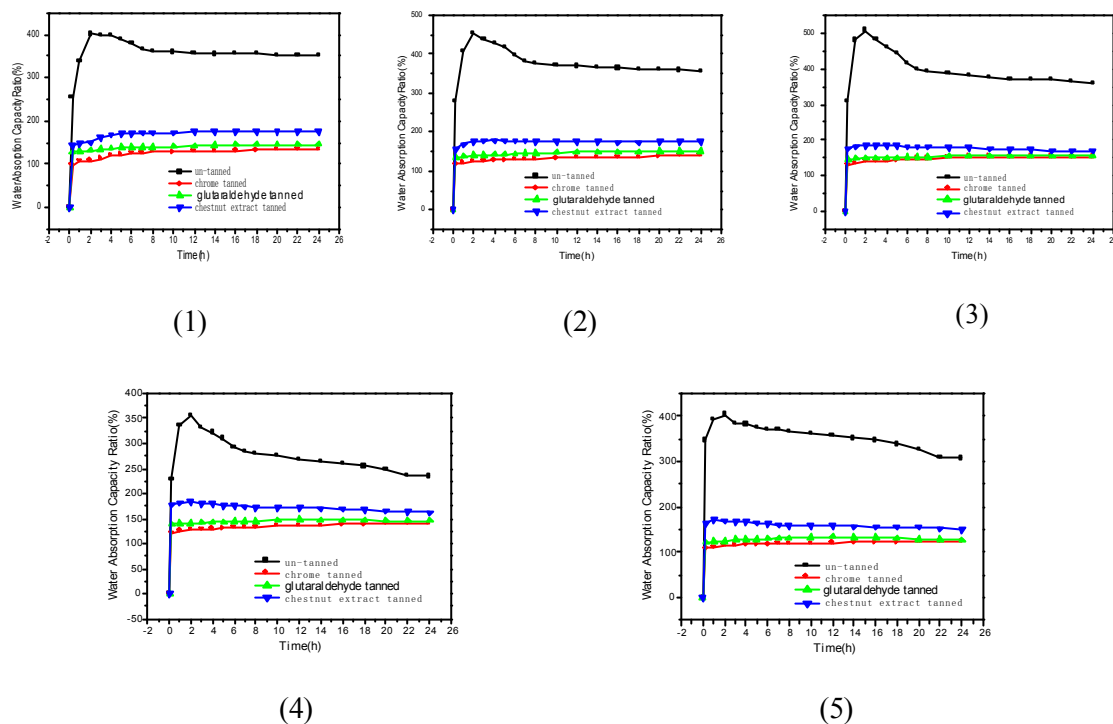 Water Absorption Capacity Ratio(%)
400
300
200
100
0
un-tanned
chrome tanned
glutaraldehyde tanned
chestnut extract tanned
-2 0 2 4 6 8 10 12 14 16 18 20 22 24 26
Time(h)
(1)
Water Absorption Capacity Ratio(%)
500
400
300
200
100
0
un-tanned
chrome tanned
glutaraldehyde tanned
chestnut extract tanned
-2 0 2 4 6 8 10 12 14 16 18 20 22 24 26
Time(h)
(2)
Water Absorption Capacity Ratio(%)
500
400
300
200
100
0
un-tanned
chrome tanned
glutaraldehyde tanned
chestnut extract tanned
-2 0 2 4 6 8 10 12 14 16 18 20 22 24 26
Time(h)
(3)
Water Absorption Capacity Ratio(%)
400
350
300
250
200
150
100
50
0
-50
un-tanned
chrome tanned
glutaraldehyde tanned
chestnut extract tanned
-2 0 2 4 6 8 10 12 14 16 18 20 22 24 26
Time(h)
(4)
Water Absorption Capacity Ratio(%)
400
300
200
100
0
un-tanned
chrome tanned
glutaraldehyde tanned
chestnut extract tanned
-2 0 2 4 6 8 10 12 14 16 18 20 22 24 26
Time(h)
(5)